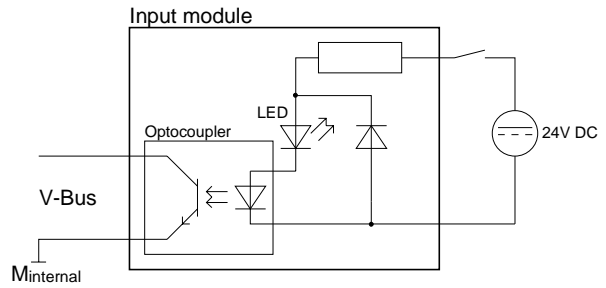 Input module
LED
Optocoupler
24V DC
V-Bus
Minternal